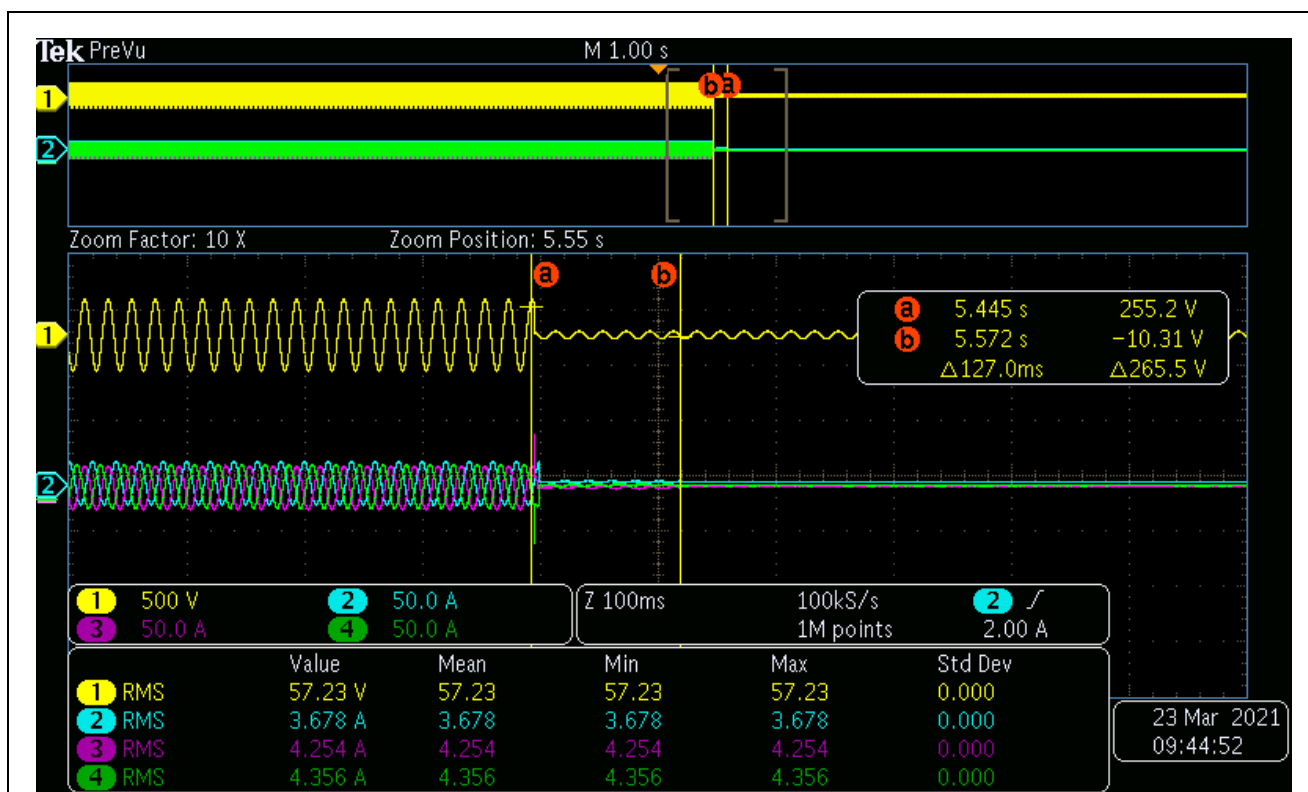 Tek PreVu M 1.00 s
b a
1
2
Zoom Factor: 10 X Zoom Position: 5.55 s
a b
1
a 5.445 s 255.2 V
b 5.572 s −10.31 V
Δ127.0ms Δ265.5 V
2
1 500 V 2 50.0 A Z 100ms 100kS/s 2
3 50.0 A 4 50.0 A 1M points 2.00 A
Value Mean Min Max Std Dev
1 RMS 57.23 V 57.23 57.23 57.23 0.000
2 RMS 3.678 A 3.678 3.678 3.678 0.000
3 RMS 4.254 A 4.254 4.254 4.254 0.000
4 RMS 4.356 A 4.356 4.356 4.356 0.000
23 Mar 2021
09:44:52